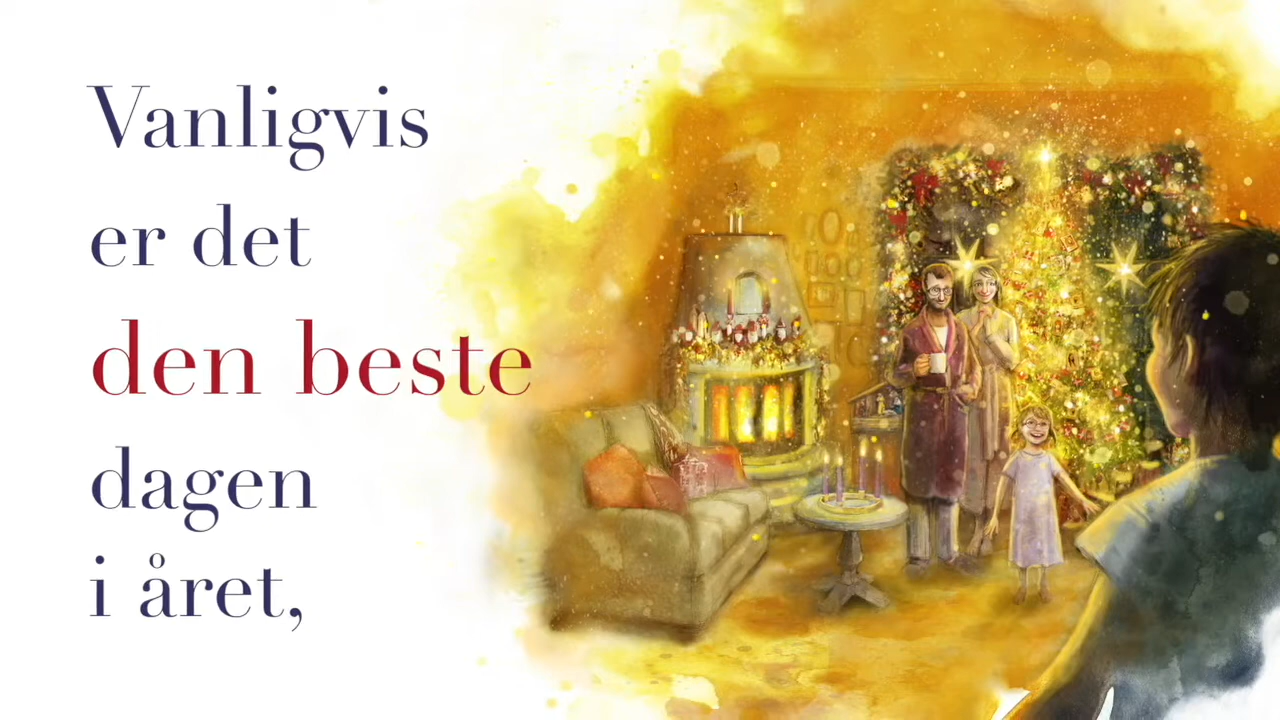 Vanligvis
er det
den beste
dagen
i året,